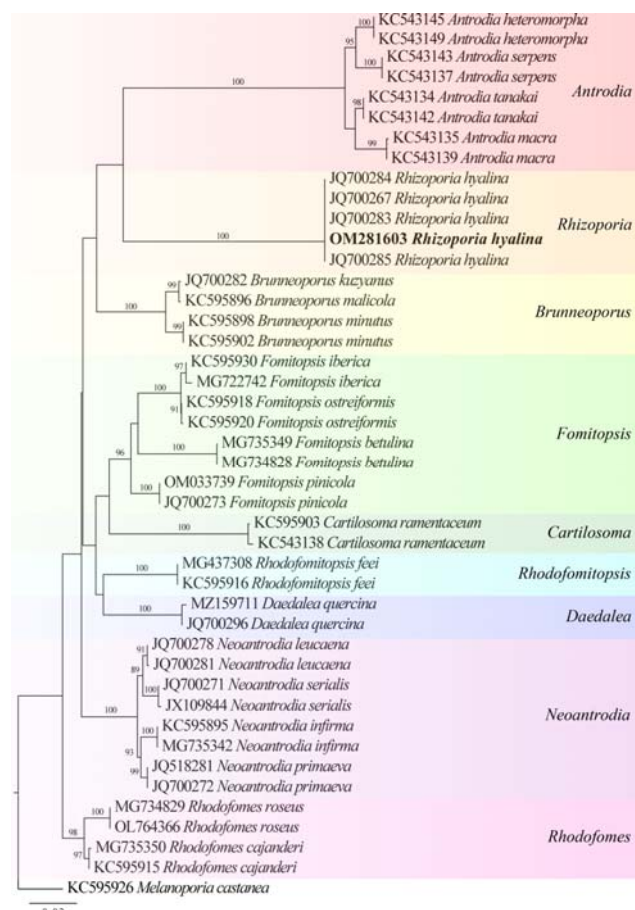 KC543145 Antrodia heteromorpha
KC543149 Antrodia heteromorpha
KC543143 Antrodia serpens
KC543137 Antrodia serpens
KC543134 Antrodia tanakai
KC543142 Antrodia tanakai
KC543135 Antrodia macra
KC543139 Antrodia macra
Antrodia
100
95
100
100
98
99
JQ700284 Rhizoporia hyalina
JQ700267 Rhizoporia hyalina
JQ700283 Rhizoporia hyalina
OM281603 Rhizoporia hyalina
JQ700285 Rhizoporia hyalina
Rhizoporia
100
JQ700282 Brunneoporus kuzyanus
KC595896 Brunneoporus malicola
KC595898 Brunneoporus minutus
KC595902 Brunneoporus minutus
Brunneoporus
99
100
99
KC595930 Fomitopsis iberica
MG722742 Fomitopsis iberica
KC595918 Fomitopsis ostreiformis
KC595920 Fomitopsis ostreiformis
MG735349 Fomitopsis betulina
MG734828 Fomitopsis betulina
OM033739 Fomitopsis pinicola
JQ700273 Fomitopsis pinicola
Fomitopsis
97
100
91
100
96
100
KC595903 Cartilosoma ramentaceum
KC543138 Cartilosoma ramentaceum
Cartilosoma
100
MG437308 Rhodofomitopsis feei
KC595916 Rhodofomitopsis feei
Rhodofomitopsis
100
MZ159711 Daedalea quercina
JQ700296 Daedalea quercina
Daedalea
100
JQ700278 Neoantrodia leucaena
JQ700281 Neoantrodia leucaena
JQ700271 Neoantrodia serialis
JX109844 Neoantrodia serialis
KC595895 Neoantrodia infirma
MG735342 Neoantrodia infirma
JQ518281 Neoantrodia primaeva
JQ700272 Neoantrodia primaeva
Neoantrodia
91
89
100
100
100
93
99
MG734829 Rhodofomes roseus
OL764366 Rhodofomes roseus
MG735350 Rhodofomes cajanderi
KC595915 Rhodofomes cajanderi
Rhodofomes
100
98
97
KC595926 Melanoporia castanea